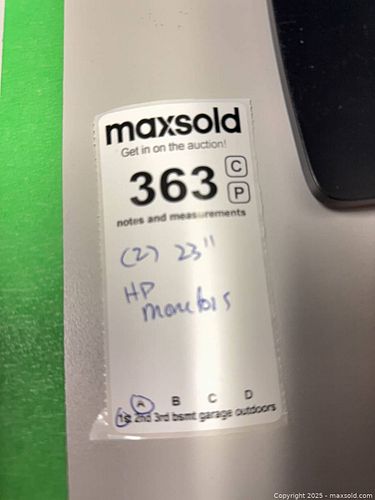 maxsold
Get in on the auction!
363
C
P
notes and measurements
(2) 23"
HP
monitors
A B C D
1st 2nd 3rd bsmt garage outdoors
Copyright 2025 - maxsold.com